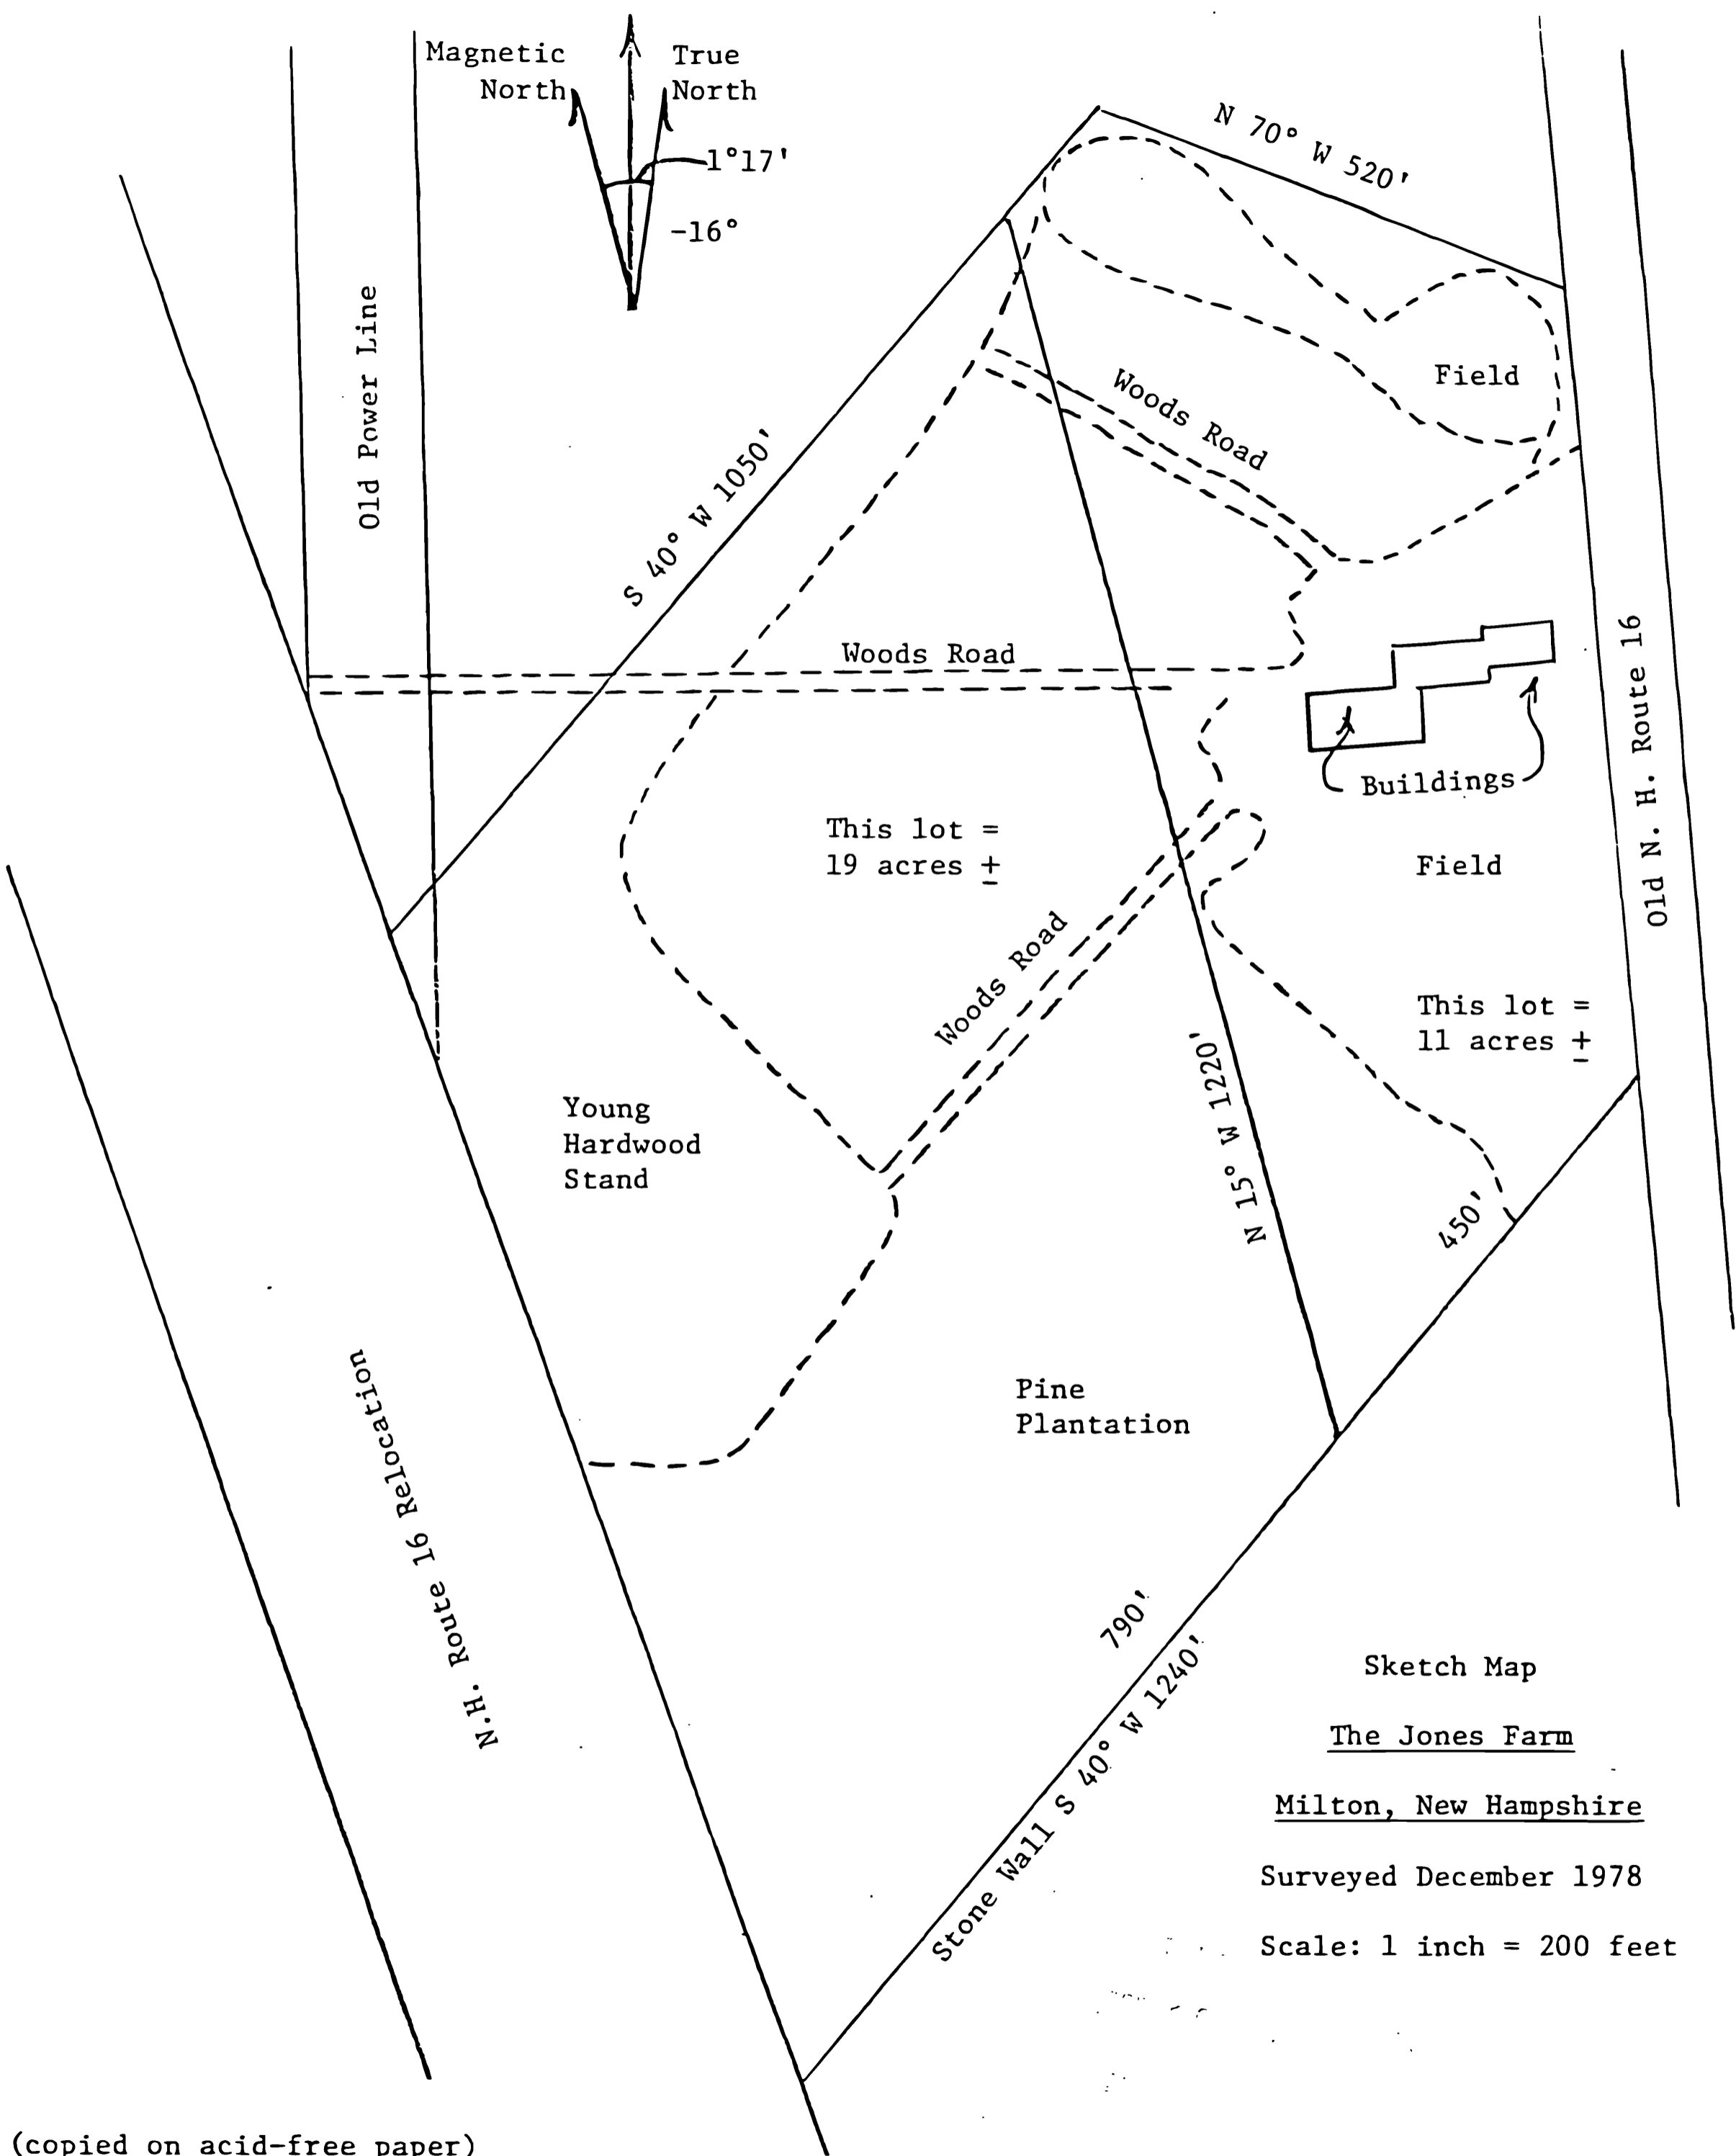 Magnetic
North
True
North
1°17'
-16°
N 70° W 520'
Old Power Line
Field
Woods Road
S 40° W 1050'
Woods Road
Old N. H. Route 16
Buildings
This lot =
19 acres ±
Field
Woods Road
This lot =
11 acres ±
N 15° W 1220'
Young
Hardwood
Stand
450'
Pine
Plantation
N.H. Route 16 Relocation
790'
Stone Wall S 40° W 1240'
Sketch Map
The Jones Farm
Milton, New Hampshire
Surveyed December 1978
Scale: 1 inch = 200 feet
(copied on acid-free paper)